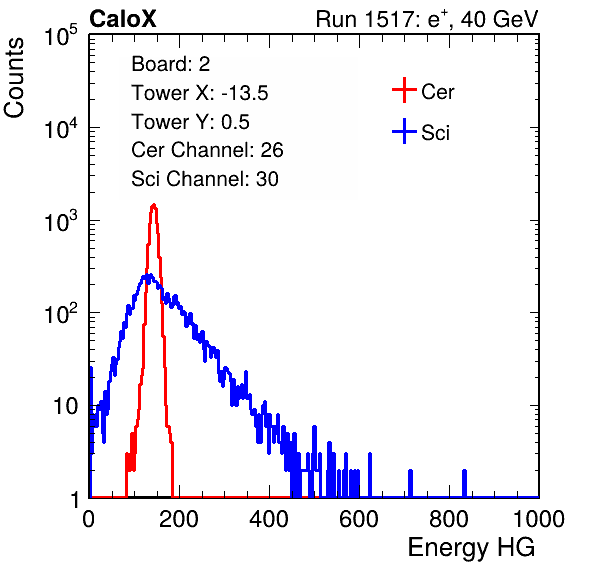 CaloX Run 1517: e⁺, 40 GeV
Counts
Board: 2
Tower X: -13.5
Tower Y: 0.5
Cer Channel: 26
Sci Channel: 30
Cer
Sci
10⁵
10⁴
10³
10²
10
1
0 200 400 600 800 1000
Energy HG